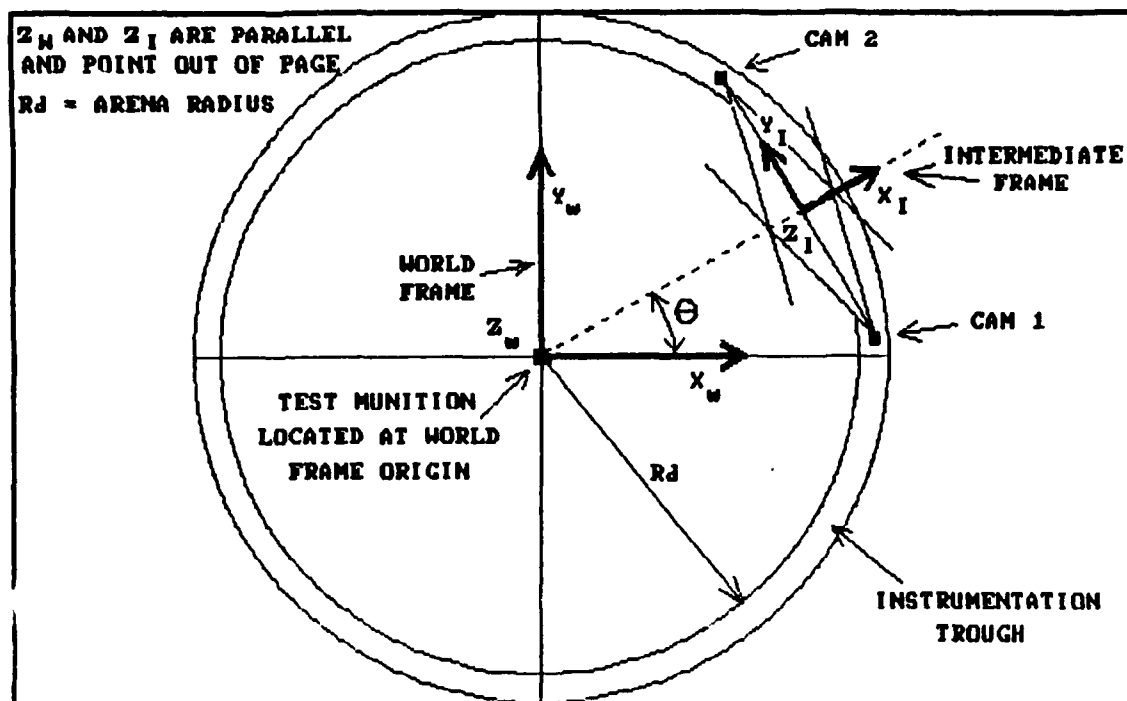 Z_W AND Z_I ARE PARALLEL
AND POINT OUT OF PAGE
Rd = ARENA RADIUS
CAM 2
Y_I
INTERMEDIATE
FRAME
X_I
Y_w
Z_I
WORLD
FRAME
Θ
Z_w
CAM 1
X_w
TEST MUNITION
LOCATED AT WORLD
FRAME ORIGIN
Rd
INSTRUMENTATION
TROUGH